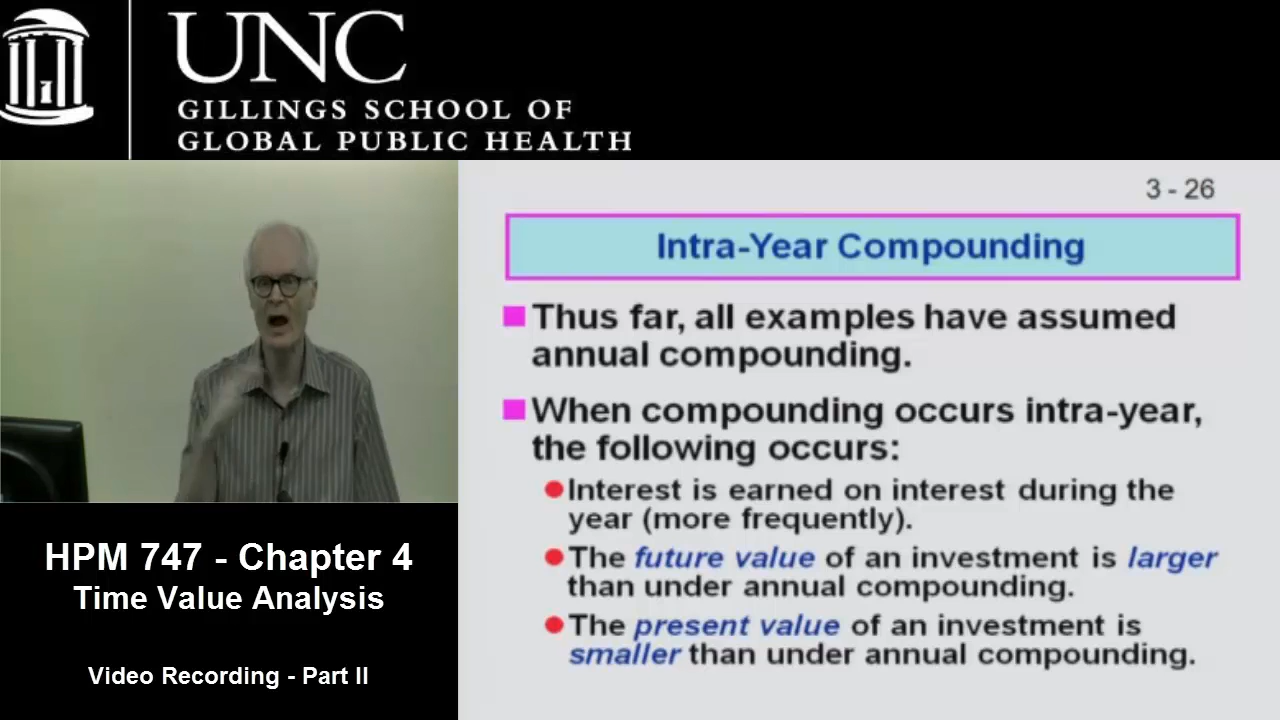 UNC
GILLINGS SCHOOL OF
GLOBAL PUBLIC HEALTH
3 - 26
Intra-Year Compounding
Thus far, all examples have assumed
annual compounding.
When compounding occurs intra-year,
the following occurs:
Interest is earned on interest during the
year (more frequently).
The future value of an investment is larger
than under annual compounding.
The present value of an investment is
smaller than under annual compounding.
HPM 747 - Chapter 4
Time Value Analysis
Video Recording - Part II